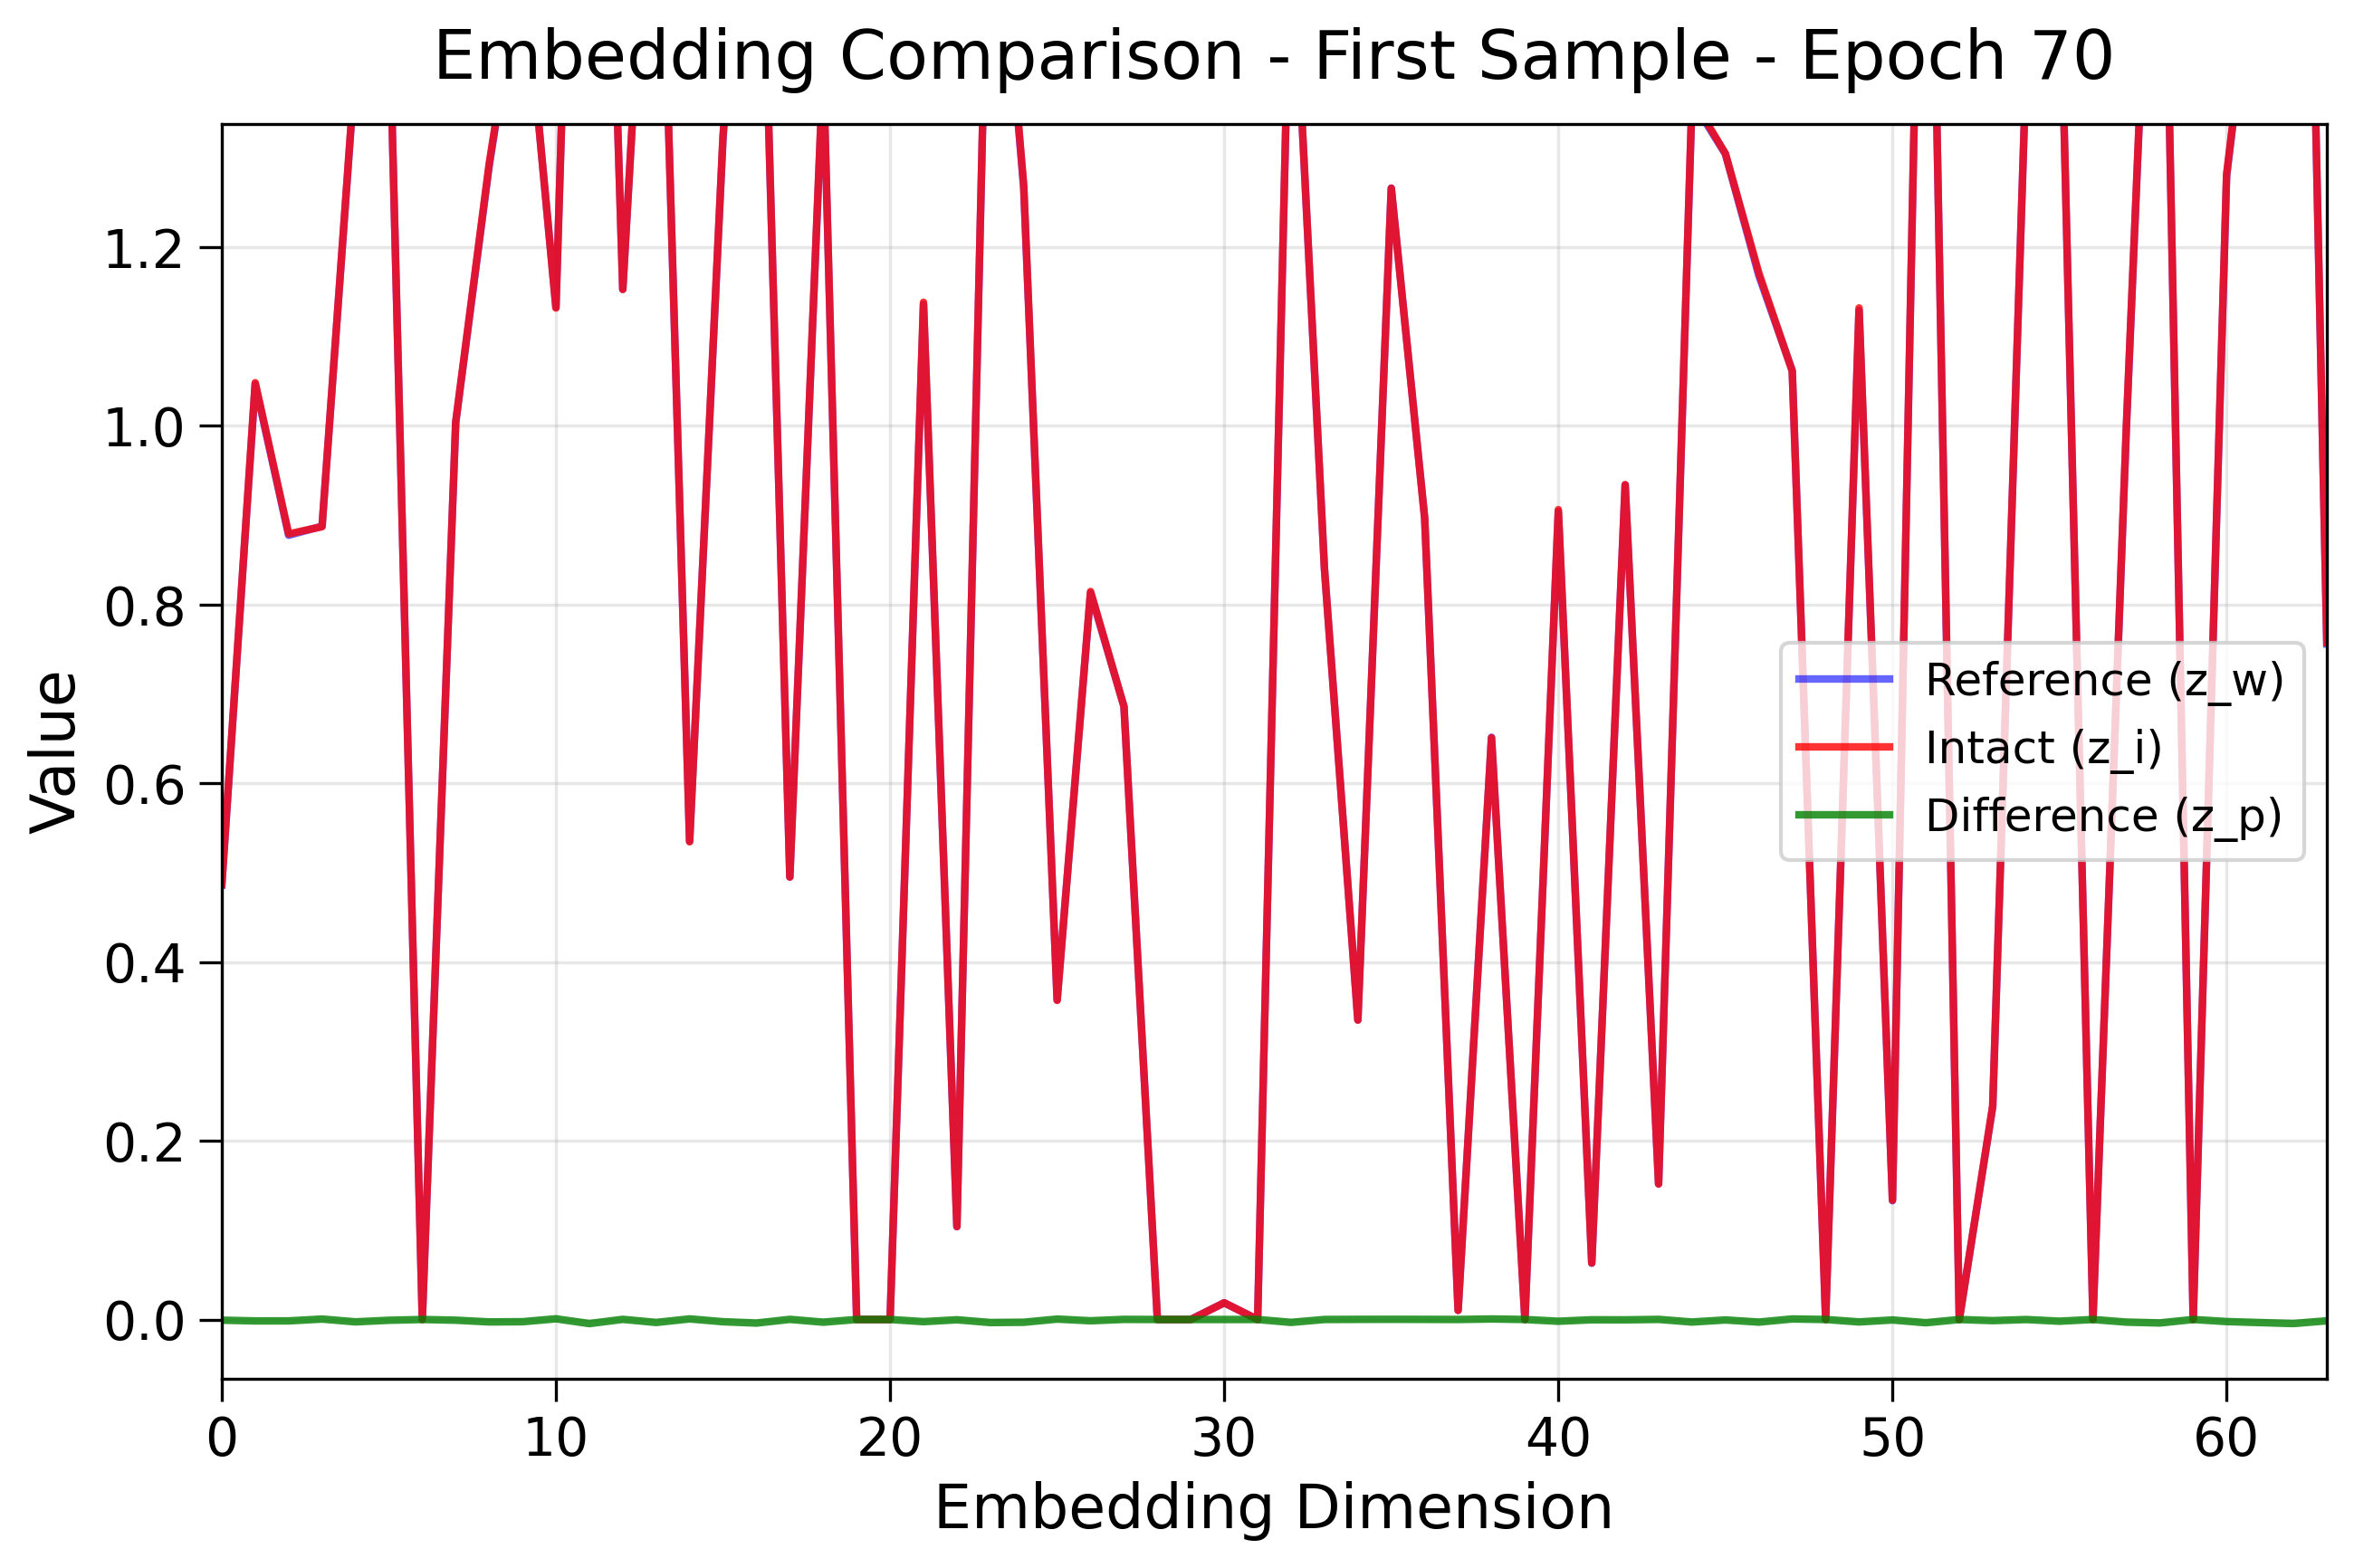 Embedding Comparison - First Sample - Epoch 70
Value
1.2
1.0
0.8
0.6
0.4
0.2
0.0
Reference (z_w)
Intact (z_i)
Difference (z_p)
0 10 20 30 40 50 60
Embedding Dimension